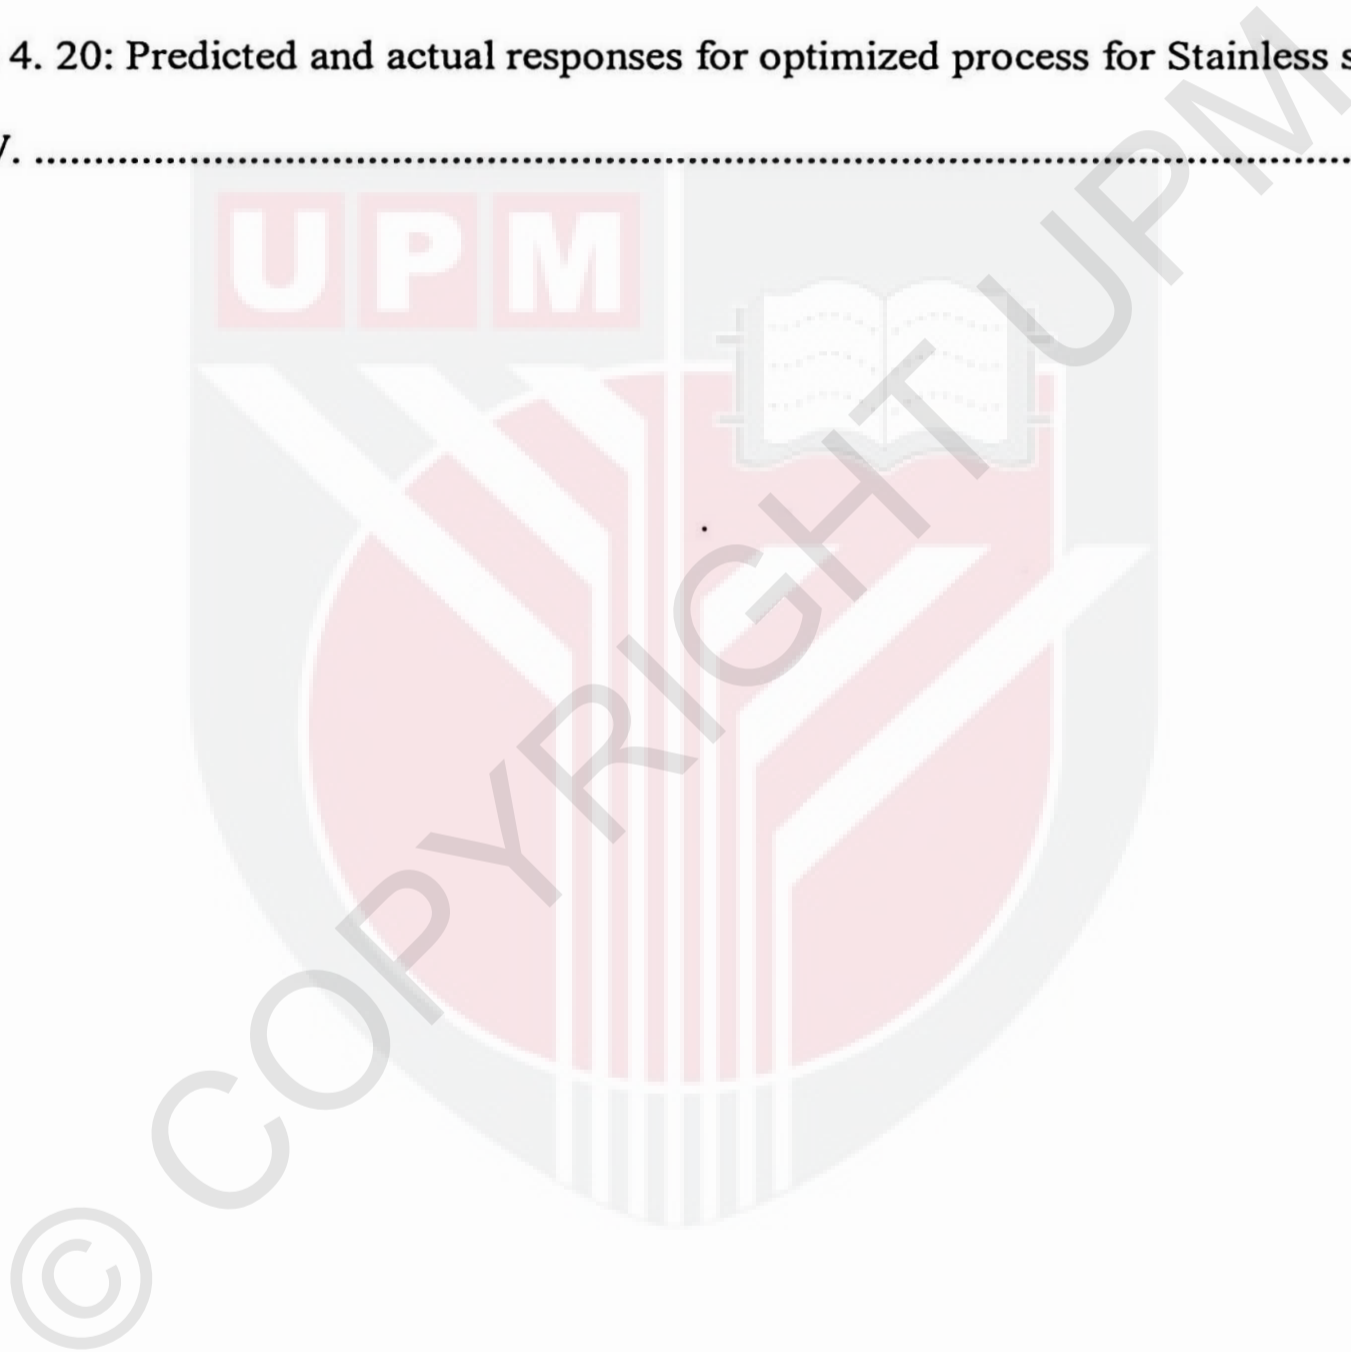 4. 20: Predicted and actual responses for optimized process for Stainless s
. ........................................................................................................................
UPM
© COPYRIGHT UPM